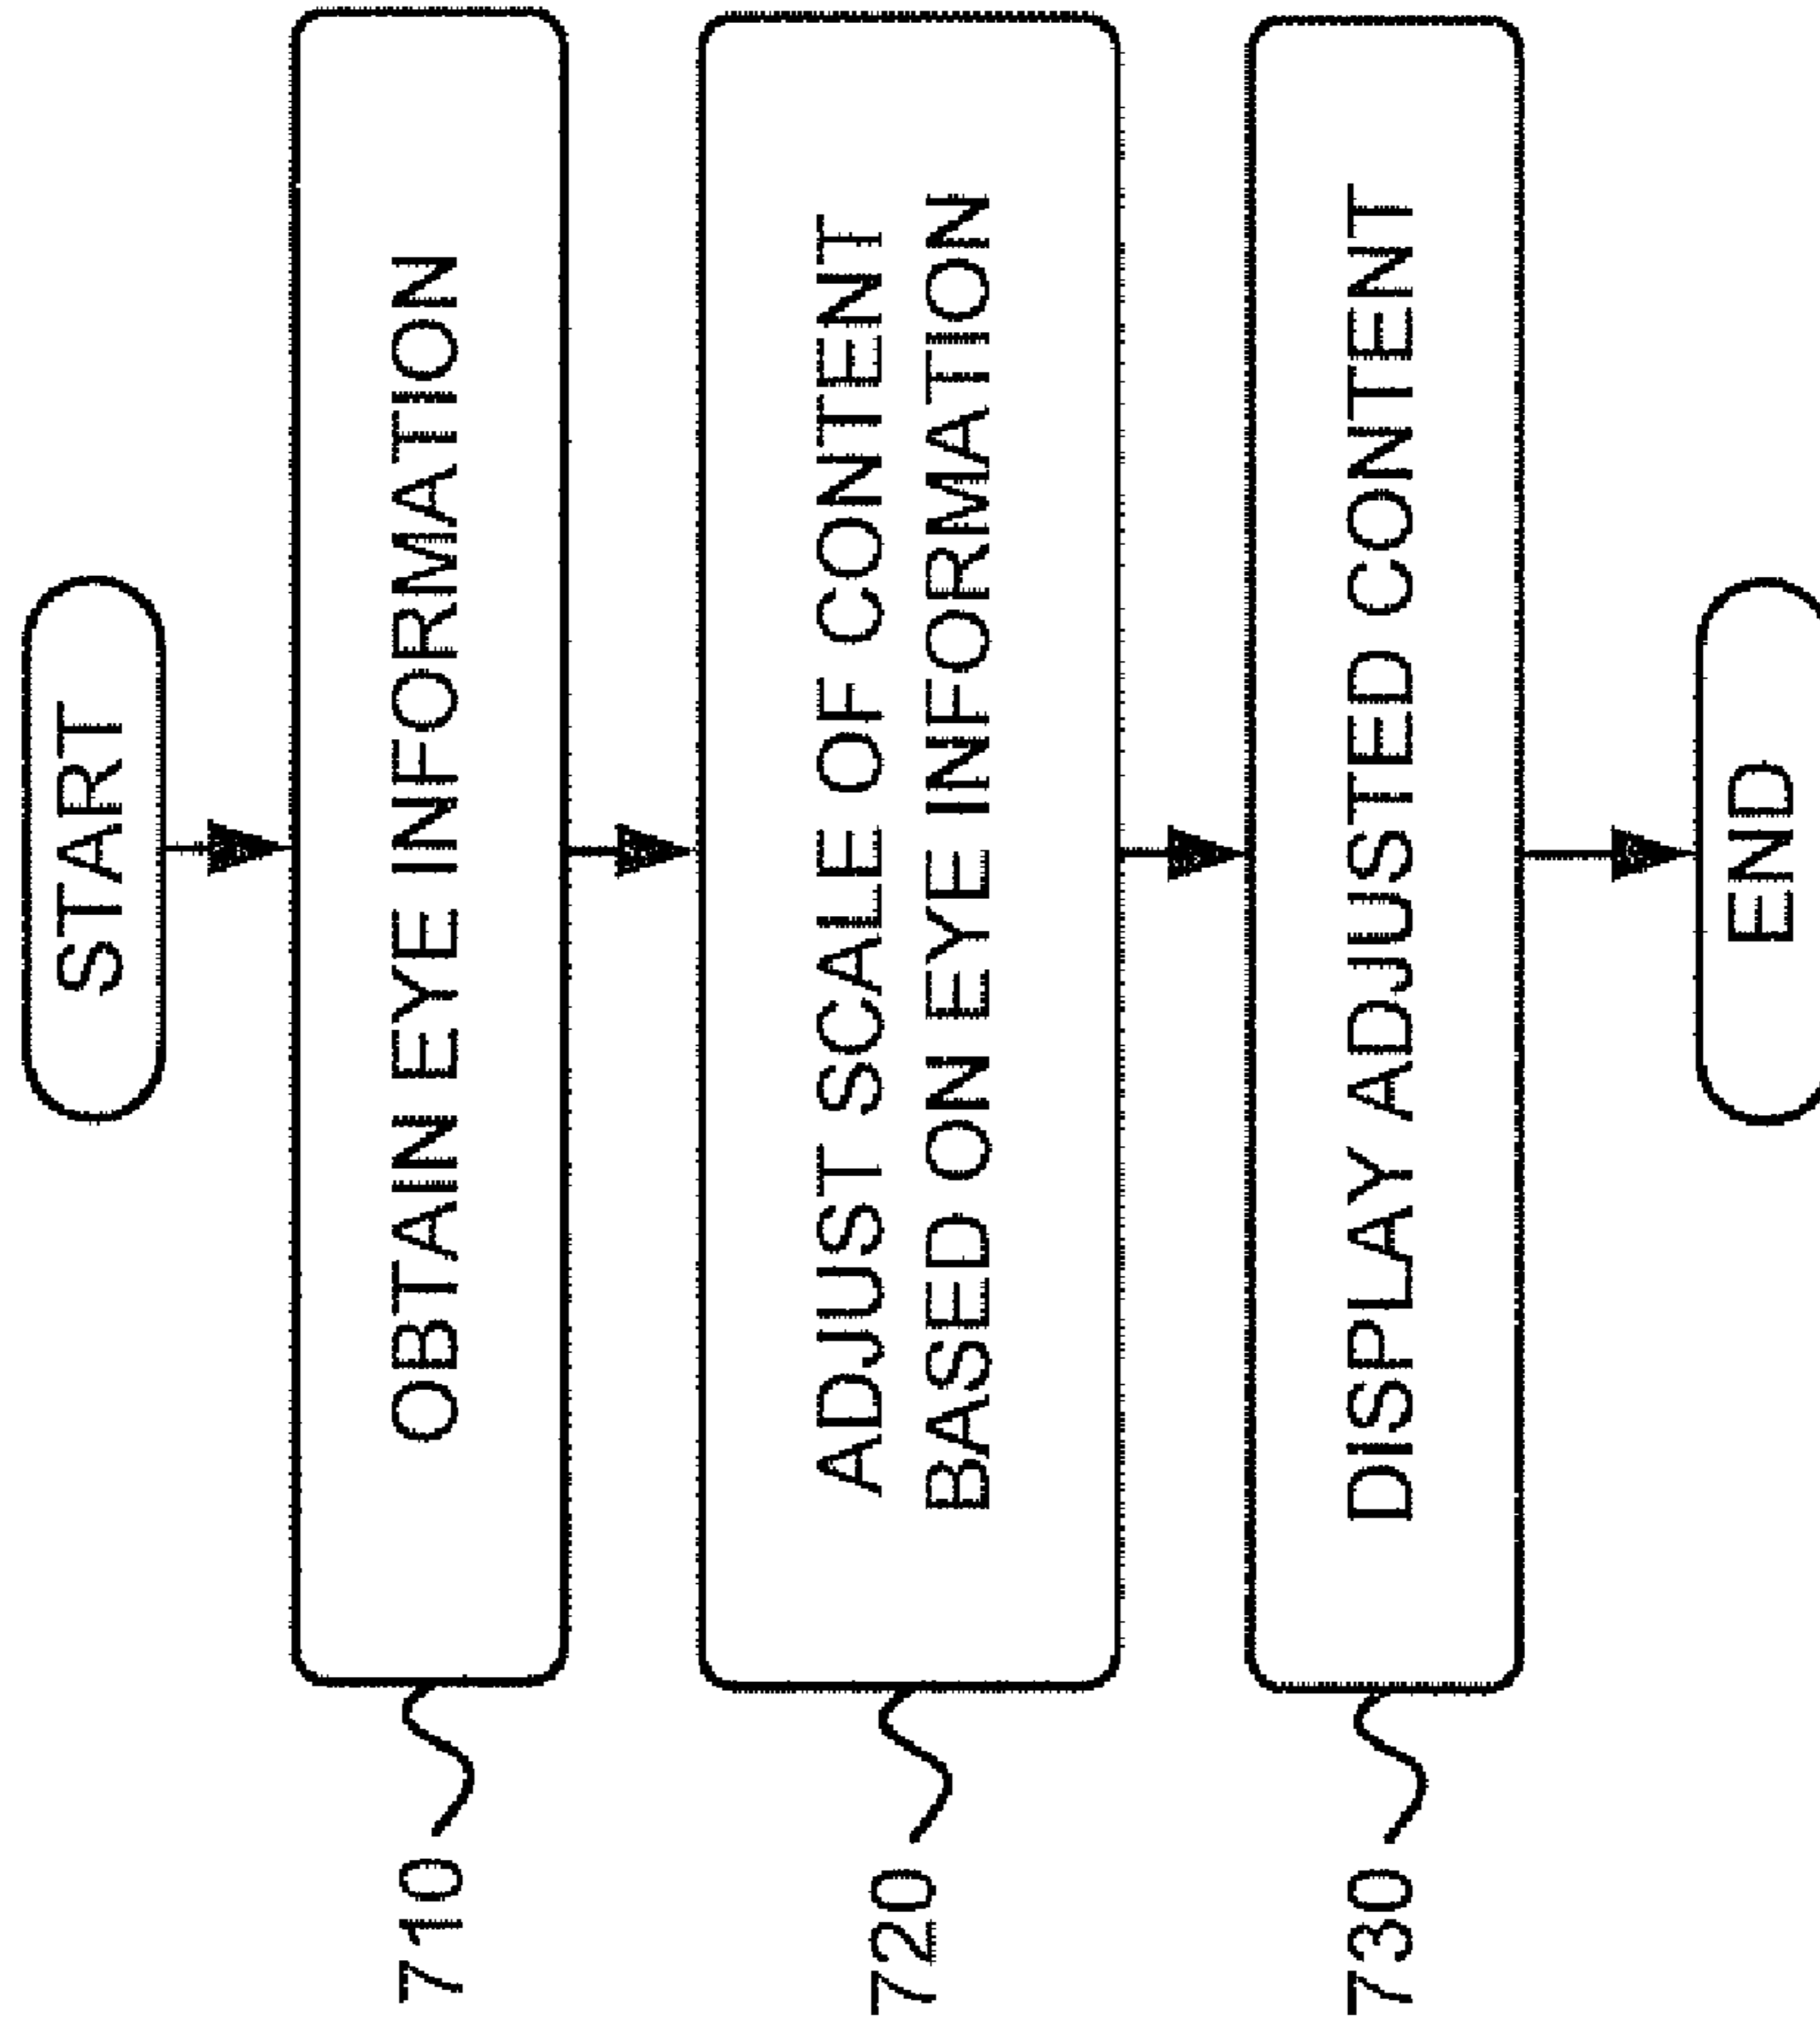 START
710
OBTAIN EYE INFORMATION
720
ADJUST SCALE OF CONTENT
BASED ON EYE INFORMATION
730
DISPLAY ADJUSTED CONTENT
END